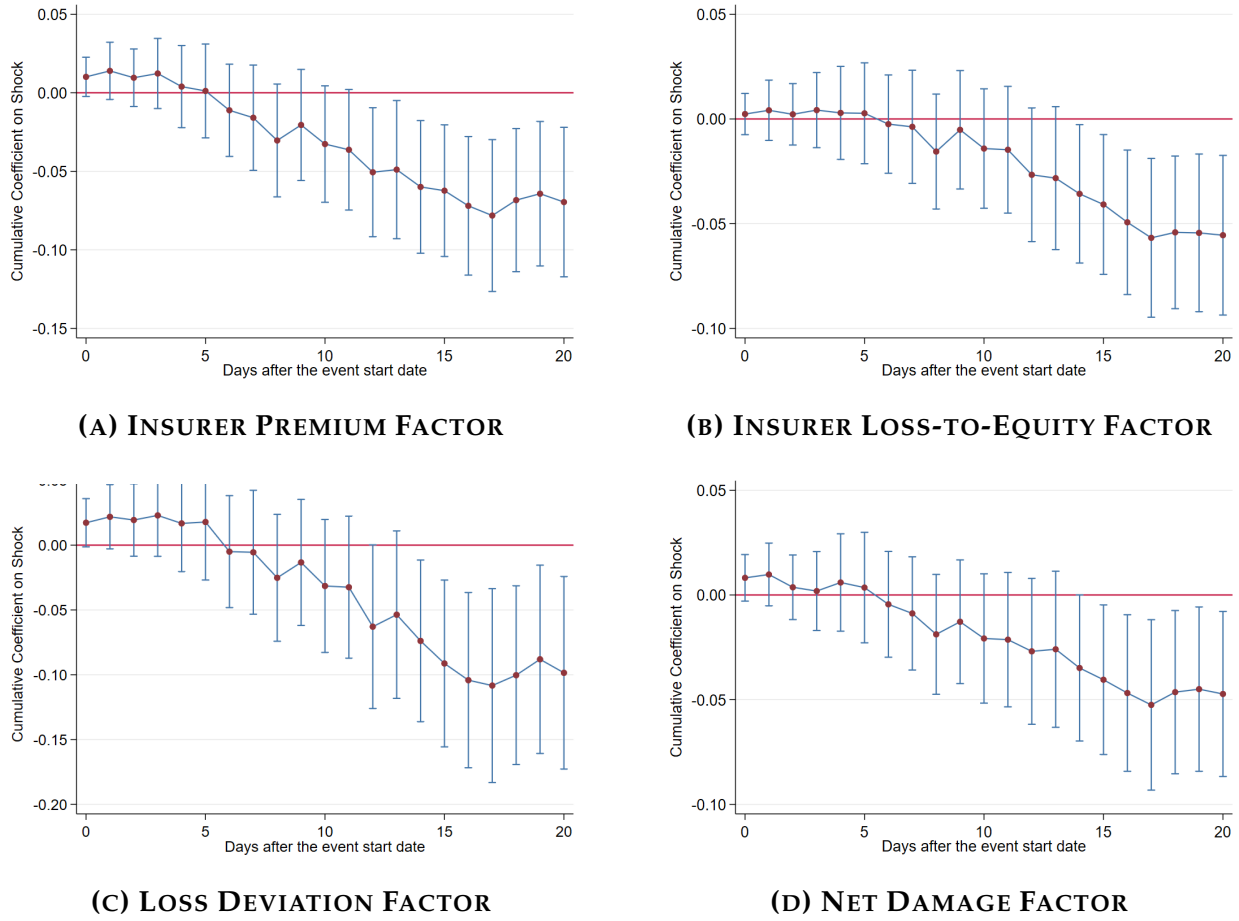 0.05
0.00
-0.05
-0.10
-0.15
Cumulative Coefficient on Shock
0 5 10 15 20
Days after the event start date
(A) INSURER PREMIUM FACTOR
0.05
0.00
-0.05
-0.10
Cumulative Coefficient on Shock
0 5 10 15 20
Days after the event start date
(B) INSURER LOSS-TO-EQUITY FACTOR
0.00
-0.05
-0.10
-0.15
-0.20
Cumulative Coefficient on Shock
0 5 10 15 20
Days after the event start date
(C) LOSS DEVIATION FACTOR
0.05
0.00
-0.05
-0.10
Cumulative Coefficient on Shock
0 5 10 15 20
Days after the event start date
(D) NET DAMAGE FACTOR